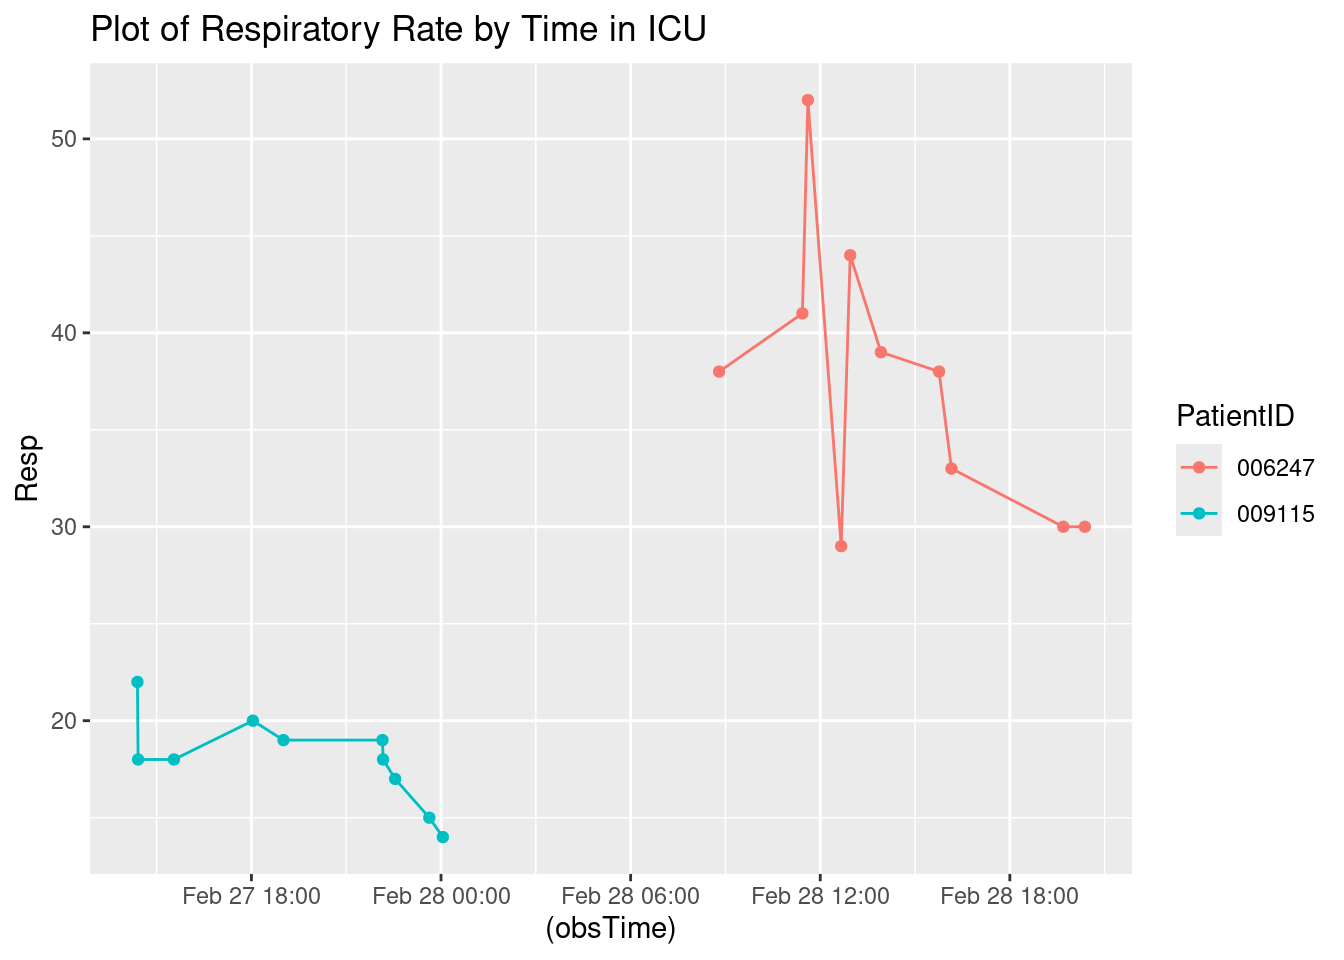 Plot of Respiratory Rate by Time in ICU
50
40
30
20
Resp
Feb 27 18:00 Feb 28 00:00 Feb 28 06:00 Feb 28 12:00 Feb 28 18:00
(obsTime)
PatientID
006247
009115